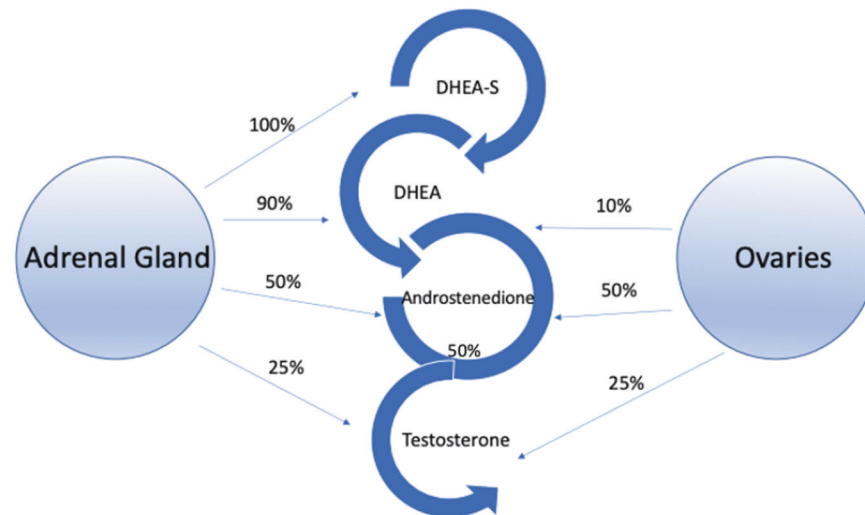 DHEA-S
100%
DHEA
90%
10%
Adrenal Gland
Ovaries
50%
Androstenedione
50%
50%
25%
25%
Testosterone